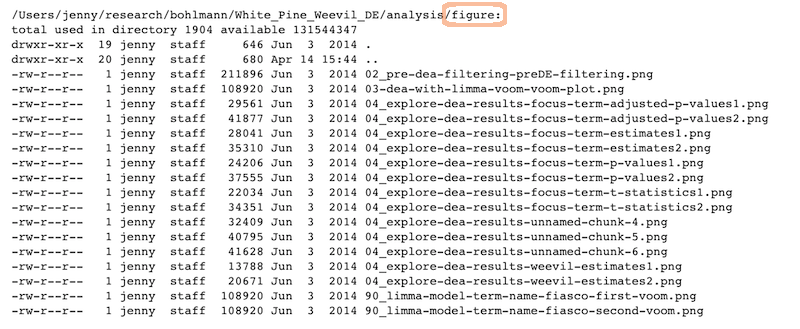 /Users/jenny/research/bohlmann/White_Pine_Weevil_DE/analysis/figure:
total used in directory 1904 available 131544347
drwxr-xr-x  19 jenny  staff     646 Jun  3  2014 .
drwxr-xr-x  20 jenny  staff     680 Apr 14 15:44 ..
-rw-r--r--   1 jenny  staff  211896 Jun  3  2014 02_pre-dea-filtering-preDE-filtering.png
-rw-r--r--   1 jenny  staff  108920 Jun  3  2014 03-dea-with-limma-voom-voom-plot.png
-rw-r--r--   1 jenny  staff   29561 Jun  3  2014 04_explore-dea-results-focus-term-adjusted-p-values1.png
-rw-r--r--   1 jenny  staff   41877 Jun  3  2014 04_explore-dea-results-focus-term-adjusted-p-values2.png
-rw-r--r--   1 jenny  staff   28041 Jun  3  2014 04_explore-dea-results-focus-term-estimates1.png
-rw-r--r--   1 jenny  staff   35310 Jun  3  2014 04_explore-dea-results-focus-term-estimates2.png
-rw-r--r--   1 jenny  staff   24206 Jun  3  2014 04_explore-dea-results-focus-term-p-values1.png
-rw-r--r--   1 jenny  staff   37555 Jun  3  2014 04_explore-dea-results-focus-term-p-values2.png
-rw-r--r--   1 jenny  staff   22034 Jun  3  2014 04_explore-dea-results-focus-term-t-statistics1.png
-rw-r--r--   1 jenny  staff   34351 Jun  3  2014 04_explore-dea-results-focus-term-t-statistics2.png
-rw-r--r--   1 jenny  staff   32409 Jun  3  2014 04_explore-dea-results-unnamed-chunk-4.png
-rw-r--r--   1 jenny  staff   40795 Jun  3  2014 04_explore-dea-results-unnamed-chunk-5.png
-rw-r--r--   1 jenny  staff   41628 Jun  3  2014 04_explore-dea-results-unnamed-chunk-6.png
-rw-r--r--   1 jenny  staff   13788 Jun  3  2014 04_explore-dea-results-weevil-estimates1.png
-rw-r--r--   1 jenny  staff   20671 Jun  3  2014 04_explore-dea-results-weevil-estimates2.png
-rw-r--r--   1 jenny  staff  108920 Jun  3  2014 90_limma-model-term-name-fiasco-first-voom.png
-rw-r--r--   1 jenny  staff  108920 Jun  3  2014 90_limma-model-term-name-fiasco-second-voom.png